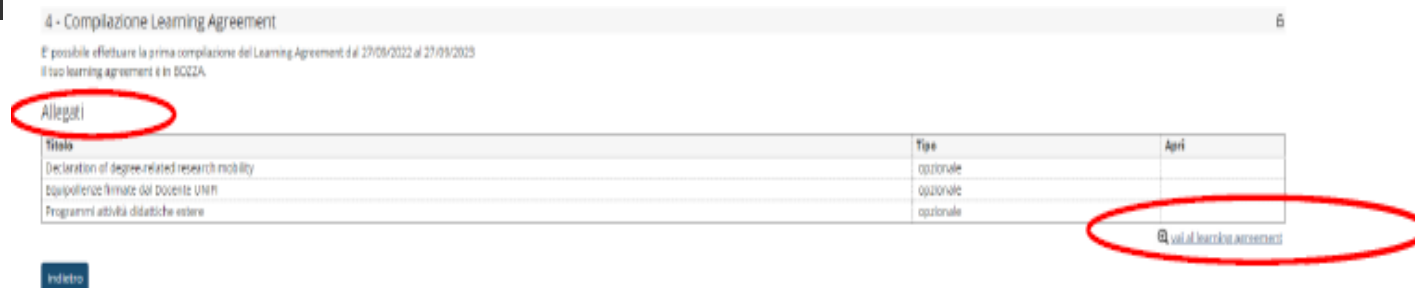 4 - Compilazione Learning Agreement 6
E' possibile effettuare la prima compilazione del Learning Agreement dal 27/09/2022 al 27/09/2023
Il tuo learning agreement è in BOZZA.
Allegati
Titolo Tipo Apri
Declaration of degree-related research mobility opzionale
Equipollenze firmate dal Docente UNIFI opzionale
Programmi attività didattiche estere opzionale
vai al learning agreement
Indietro